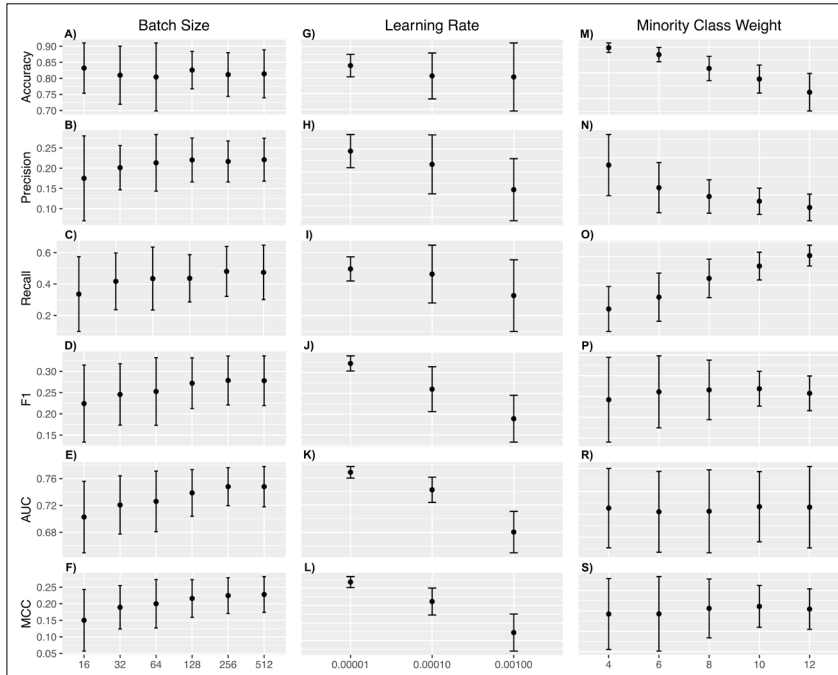 Batch Size Learning Rate Minority Class Weight
A) G) M)
Accuracy
0.90
0.85
0.80
0.75
0.70
B) H) N)
Precision
0.25
0.20
0.15
0.10
C) I) O)
Recall
0.6
0.4
0.2
D) J) P)
F1
0.30
0.25
0.20
0.15
E) K) R)
AUC
0.76
0.72
0.68
F) L) S)
MCC
0.25
0.20
0.15
0.10
0.05
16 32 64 128 256 512 0.00001 0.00010 0.00100 4 6 8 10 12